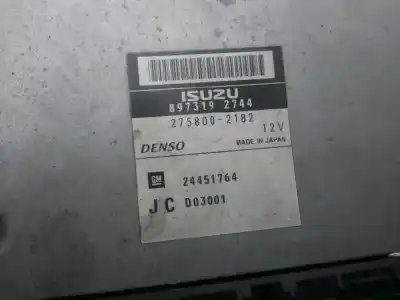 ISUZU
897319 2744
275800-2182 12V
DENSO MADE IN JAPAN
GM 24451764
JC D03001